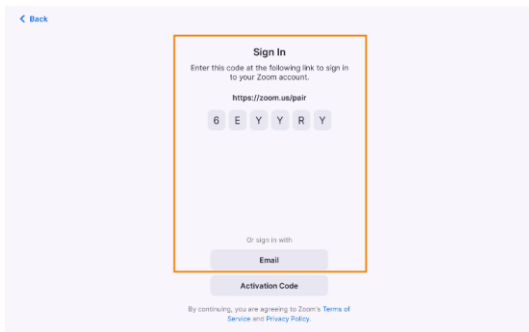 Back
Sign In
Enter this code at the following link to sign in
to your Zoom account.
https://zoom.us/pair
6 E Y Y R Y
Or sign in with
Email
Activation Code
By continuing, you are agreeing to Zoom's Terms of
Service and Privacy Policy.